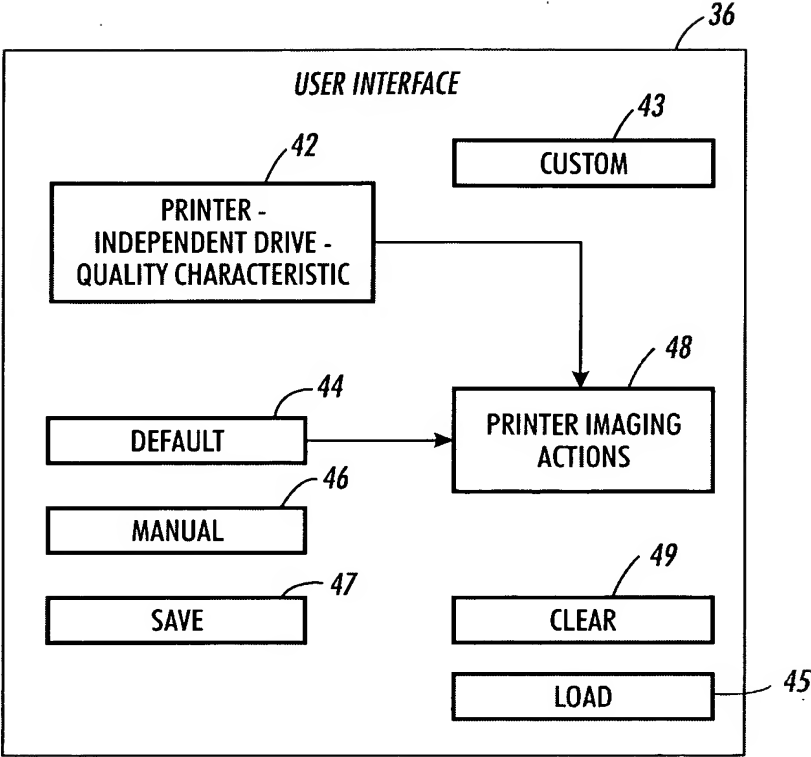 36
USER INTERFACE
43
CUSTOM
42
PRINTER -
INDEPENDENT DRIVE -
QUALITY CHARACTERISTIC
48
PRINTER IMAGING
ACTIONS
44
DEFAULT
46
MANUAL
47
SAVE
49
CLEAR
45
LOAD